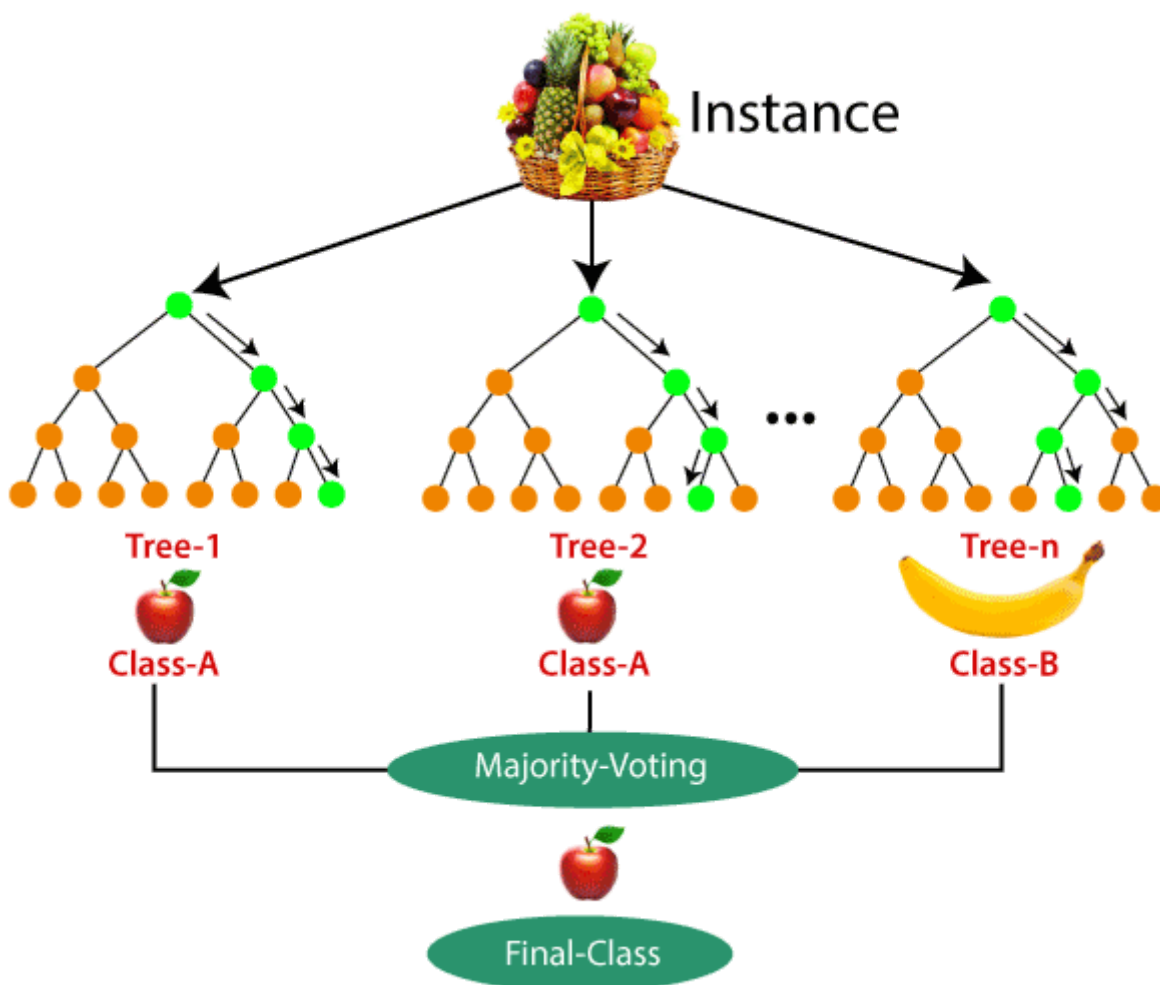 Instance
...
Tree-1
Tree-2
Tree-n
Class-A
Class-A
Class-B
Majority-Voting
Final-Class